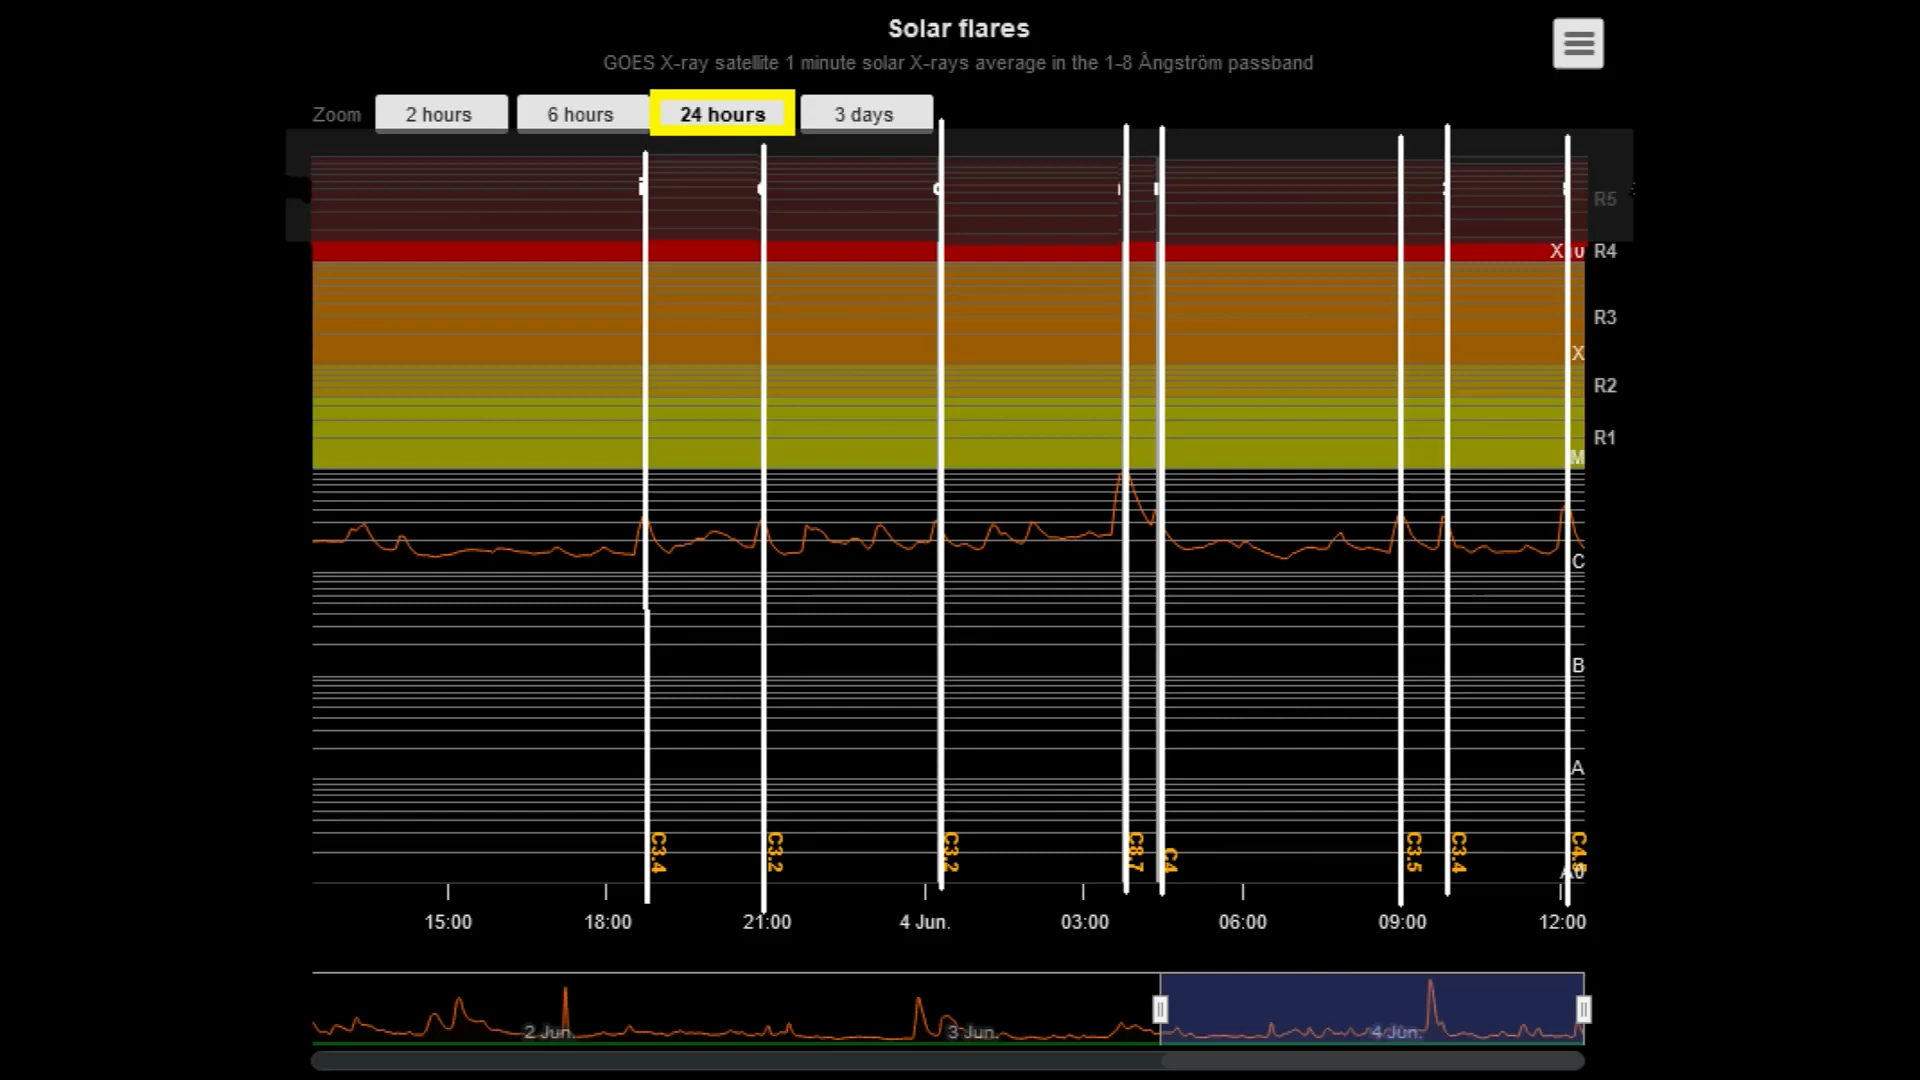 Solar flares
GOES X-ray satellite 1 minute solar X-rays average in the 1-8 Ångström passband
Zoom 2 hours 6 hours 24 hours 3 days
R5
X10 R4
R3
X
R2
R1
M
C
B
A
C3.4 C3.2 C3.2 C8.7 C4 C3.5 C3.4
A0
15:00 18:00 21:00 4 Jun. 03:00 06:00 09:00 12:00
2 Jun. 3 Jun. 4 Jun.